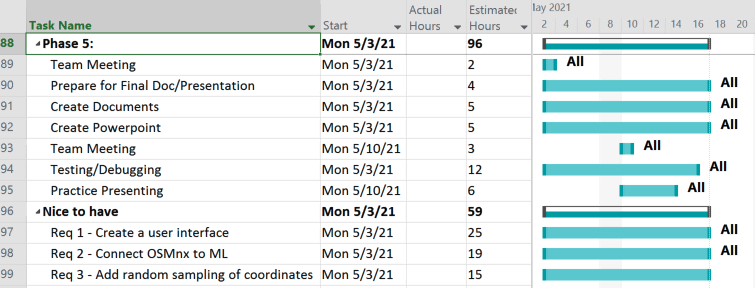 Actual Estimate May 2021
Task Name Start Hours Hours 2 4 6 8 10 12 14 16 18 20
88 Phase 5: Mon 5/3/21 96
89 Team Meeting Mon 5/3/21 2 All
90 Prepare for Final Doc/Presentation Mon 5/3/21 4 All
91 Create Documents Mon 5/3/21 5 All
92 Create Powerpoint Mon 5/3/21 5 All
93 Team Meeting Mon 5/10/21 3 All
94 Testing/Debugging Mon 5/3/21 12 All
95 Practice Presenting Mon 5/10/21 6 All
96 Nice to have Mon 5/3/21 59
97 Req 1 - Create a user interface Mon 5/3/21 25 All
98 Req 2 - Connect OSMnx to ML Mon 5/3/21 19 All
99 Req 3 - Add random sampling of coordinates Mon 5/3/21 15 All